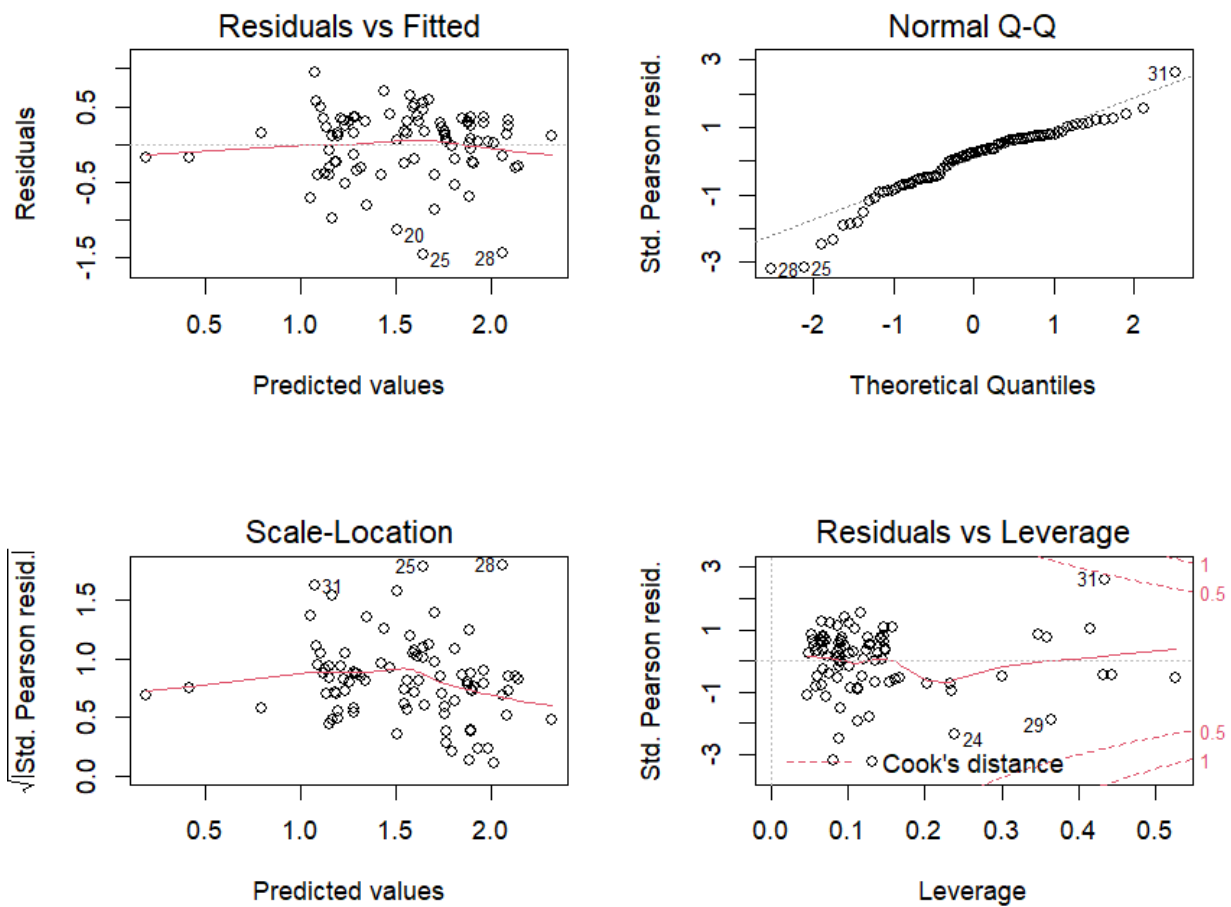 Residuals vs Fitted
Residuals
0.5
-0.5
-1.5
20
25
28
0.5 1.0 1.5 2.0
Predicted values
Normal Q-Q
Std. Pearson resid.
3
1
-1
-3
31
28
25
-2 -1 0 1 2
Theoretical Quantiles
Scale-Location
√|Std. Pearson resid.|
1.5
1.0
0.5
0.0
31
25
28
0.5 1.0 1.5 2.0
Predicted values
Residuals vs Leverage
Std. Pearson resid.
3
1
-1
-3
31
24
29
1
0.5
0.5
1
Cook's distance
0.0 0.1 0.2 0.3 0.4 0.5
Leverage